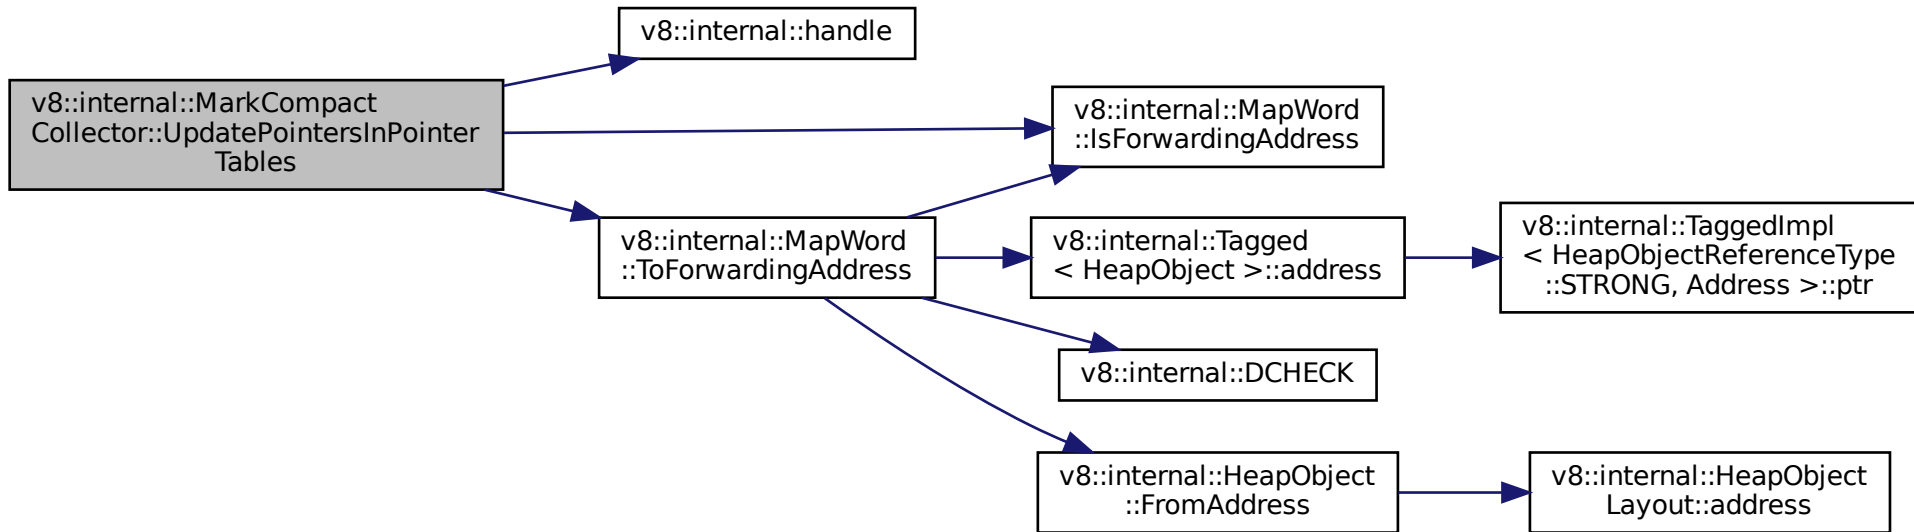 v8::internal::handle
v8::internal::MarkCompact
Collector::UpdatePointersInPointer
Tables
v8::internal::MapWord
::IsForwardingAddress
v8::internal::MapWord
::ToForwardingAddress
v8::internal::Tagged
< HeapObject >::address
v8::internal::TaggedImpl
< HeapObjectReferenceType
::STRONG, Address >::ptr
v8::internal::DCHECK
v8::internal::HeapObject
::FromAddress
v8::internal::HeapObject
Layout::address